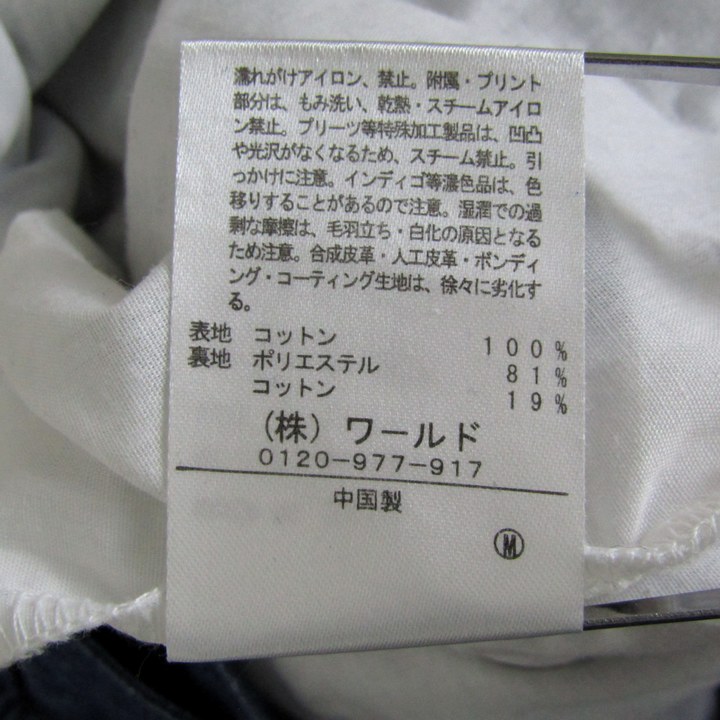 濡れがけアイロン、禁止。附属・プリント
部分は、もみ洗い、乾熱・スチームアイロ
ン禁止。プリーツ等特殊加工製品は、凹凸
や光沢がなくなるため、スチーム禁止。引
っかけに注意。インディゴ等濃色品は、色
移りすることがあるので注意。湿潤での過
剰な摩擦は、毛羽立ち・白化の原因となる
ため注意。合成皮革・人工皮革・ボンディ
ング・コーティング生地は、徐々に劣化す
る。
表地 コットン 100%
裏地 ポリエステル 81%
コットン 19%
(株) ワールド
0120-977-917
中国製
M